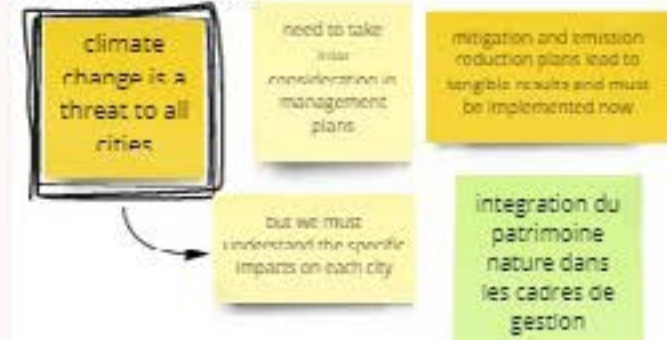 climate
change is a
threat to all
cities
need to take
into
consideration in
management
plans
mitigation and emission
reduction plans lead to
tangible results and must
be implemented now
but we must
understand the specific
impacts on each city
integration du
patrimoine
nature dans
les cadres de
gestion